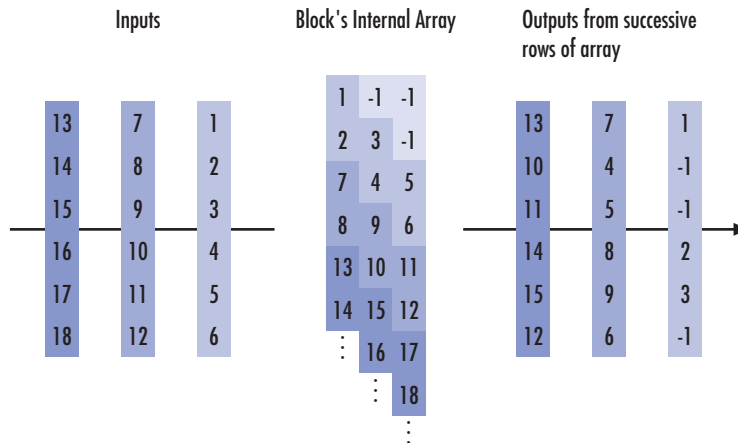 Inputs
13 7 1
14 8 2
15 9 3
16 10 4
17 11 5
18 12 6
Block's Internal Array
1 -1 -1
2 3 -1
7 4 5
8 9 6
13 10 11
14 15 12
16 17
18
Outputs from successive
rows of array
13 7 1
10 4 -1
11 5 -1
14 8 2
15 9 3
12 6 -1